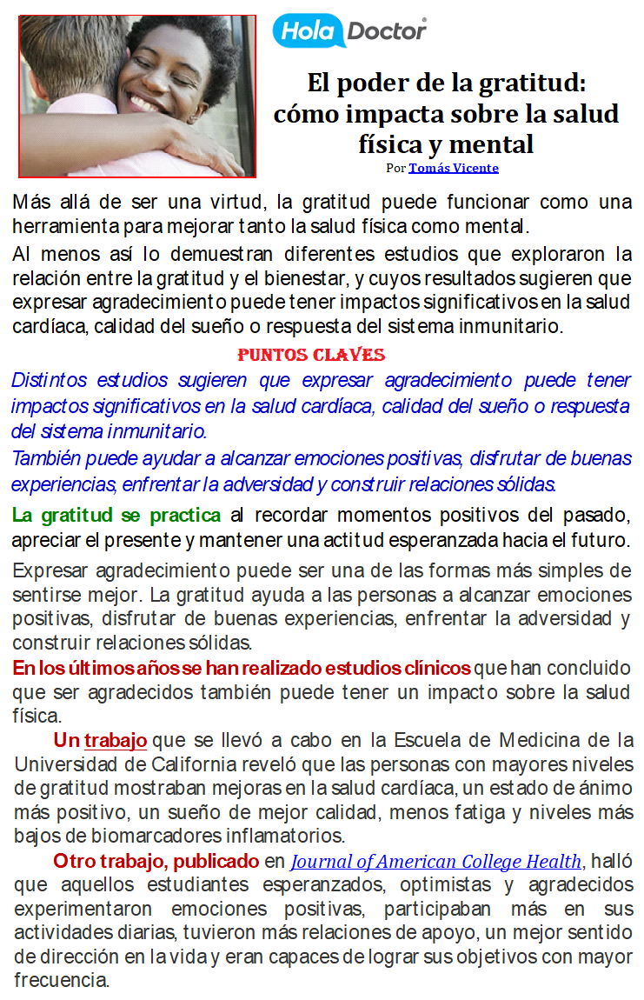 Hola Doctor®
El poder de la gratitud:
cómo impacta sobre la salud
física y mental
Por Tomás Vicente
Más allá de ser una virtud, la gratitud puede funcionar como una
herramienta para mejorar tanto la salud física como mental.
Al menos así lo demuestran diferentes estudios que exploraron la
relación entre la gratitud y el bienestar, y cuyos resultados sugieren que
expresar agradecimiento puede tener impactos significativos en la salud
cardíaca, calidad del sueño o respuesta del sistema inmunitario.
PUNTOS CLAVES
Distintos estudios sugieren que expresar agradecimiento puede tener
impactos significativos en la salud cardíaca, calidad del sueño o respuesta
del sistema inmunitario.
También puede ayudar a alcanzar emociones positivas, disfrutar de buenas
experiencias, enfrentar la adversidad y construir relaciones sólidas.
La gratitud se practica al recordar momentos positivos del pasado,
apreciar el presente y mantener una actitud esperanzada hacia el futuro.
Expresar agradecimiento puede ser una de las formas más simples de
sentirse mejor. La gratitud ayuda a las personas a alcanzar emociones
positivas, disfrutar de buenas experiencias, enfrentar la adversidad y
construir relaciones sólidas.
En los últimos años se han realizado estudios clínicos que han concluido
que ser agradecidos también puede tener un impacto sobre la salud
física.
Un trabajo que se llevó a cabo en la Escuela de Medicina de la
Universidad de California reveló que las personas con mayores niveles
de gratitud mostraban mejoras en la salud cardíaca, un estado de ánimo
más positivo, un sueño de mejor calidad, menos fatiga y niveles más
bajos de biomarcadores inflamatorios.
Otro trabajo, publicado en Journal of American College Health, halló
que aquellos estudiantes esperanzados, optimistas y agradecidos
experimentaron emociones positivas, participaban más en sus
actividades diarias, tuvieron más relaciones de apoyo, un mejor sentido
de dirección en la vida y eran capaces de lograr sus objetivos con mayor
frecuencia.